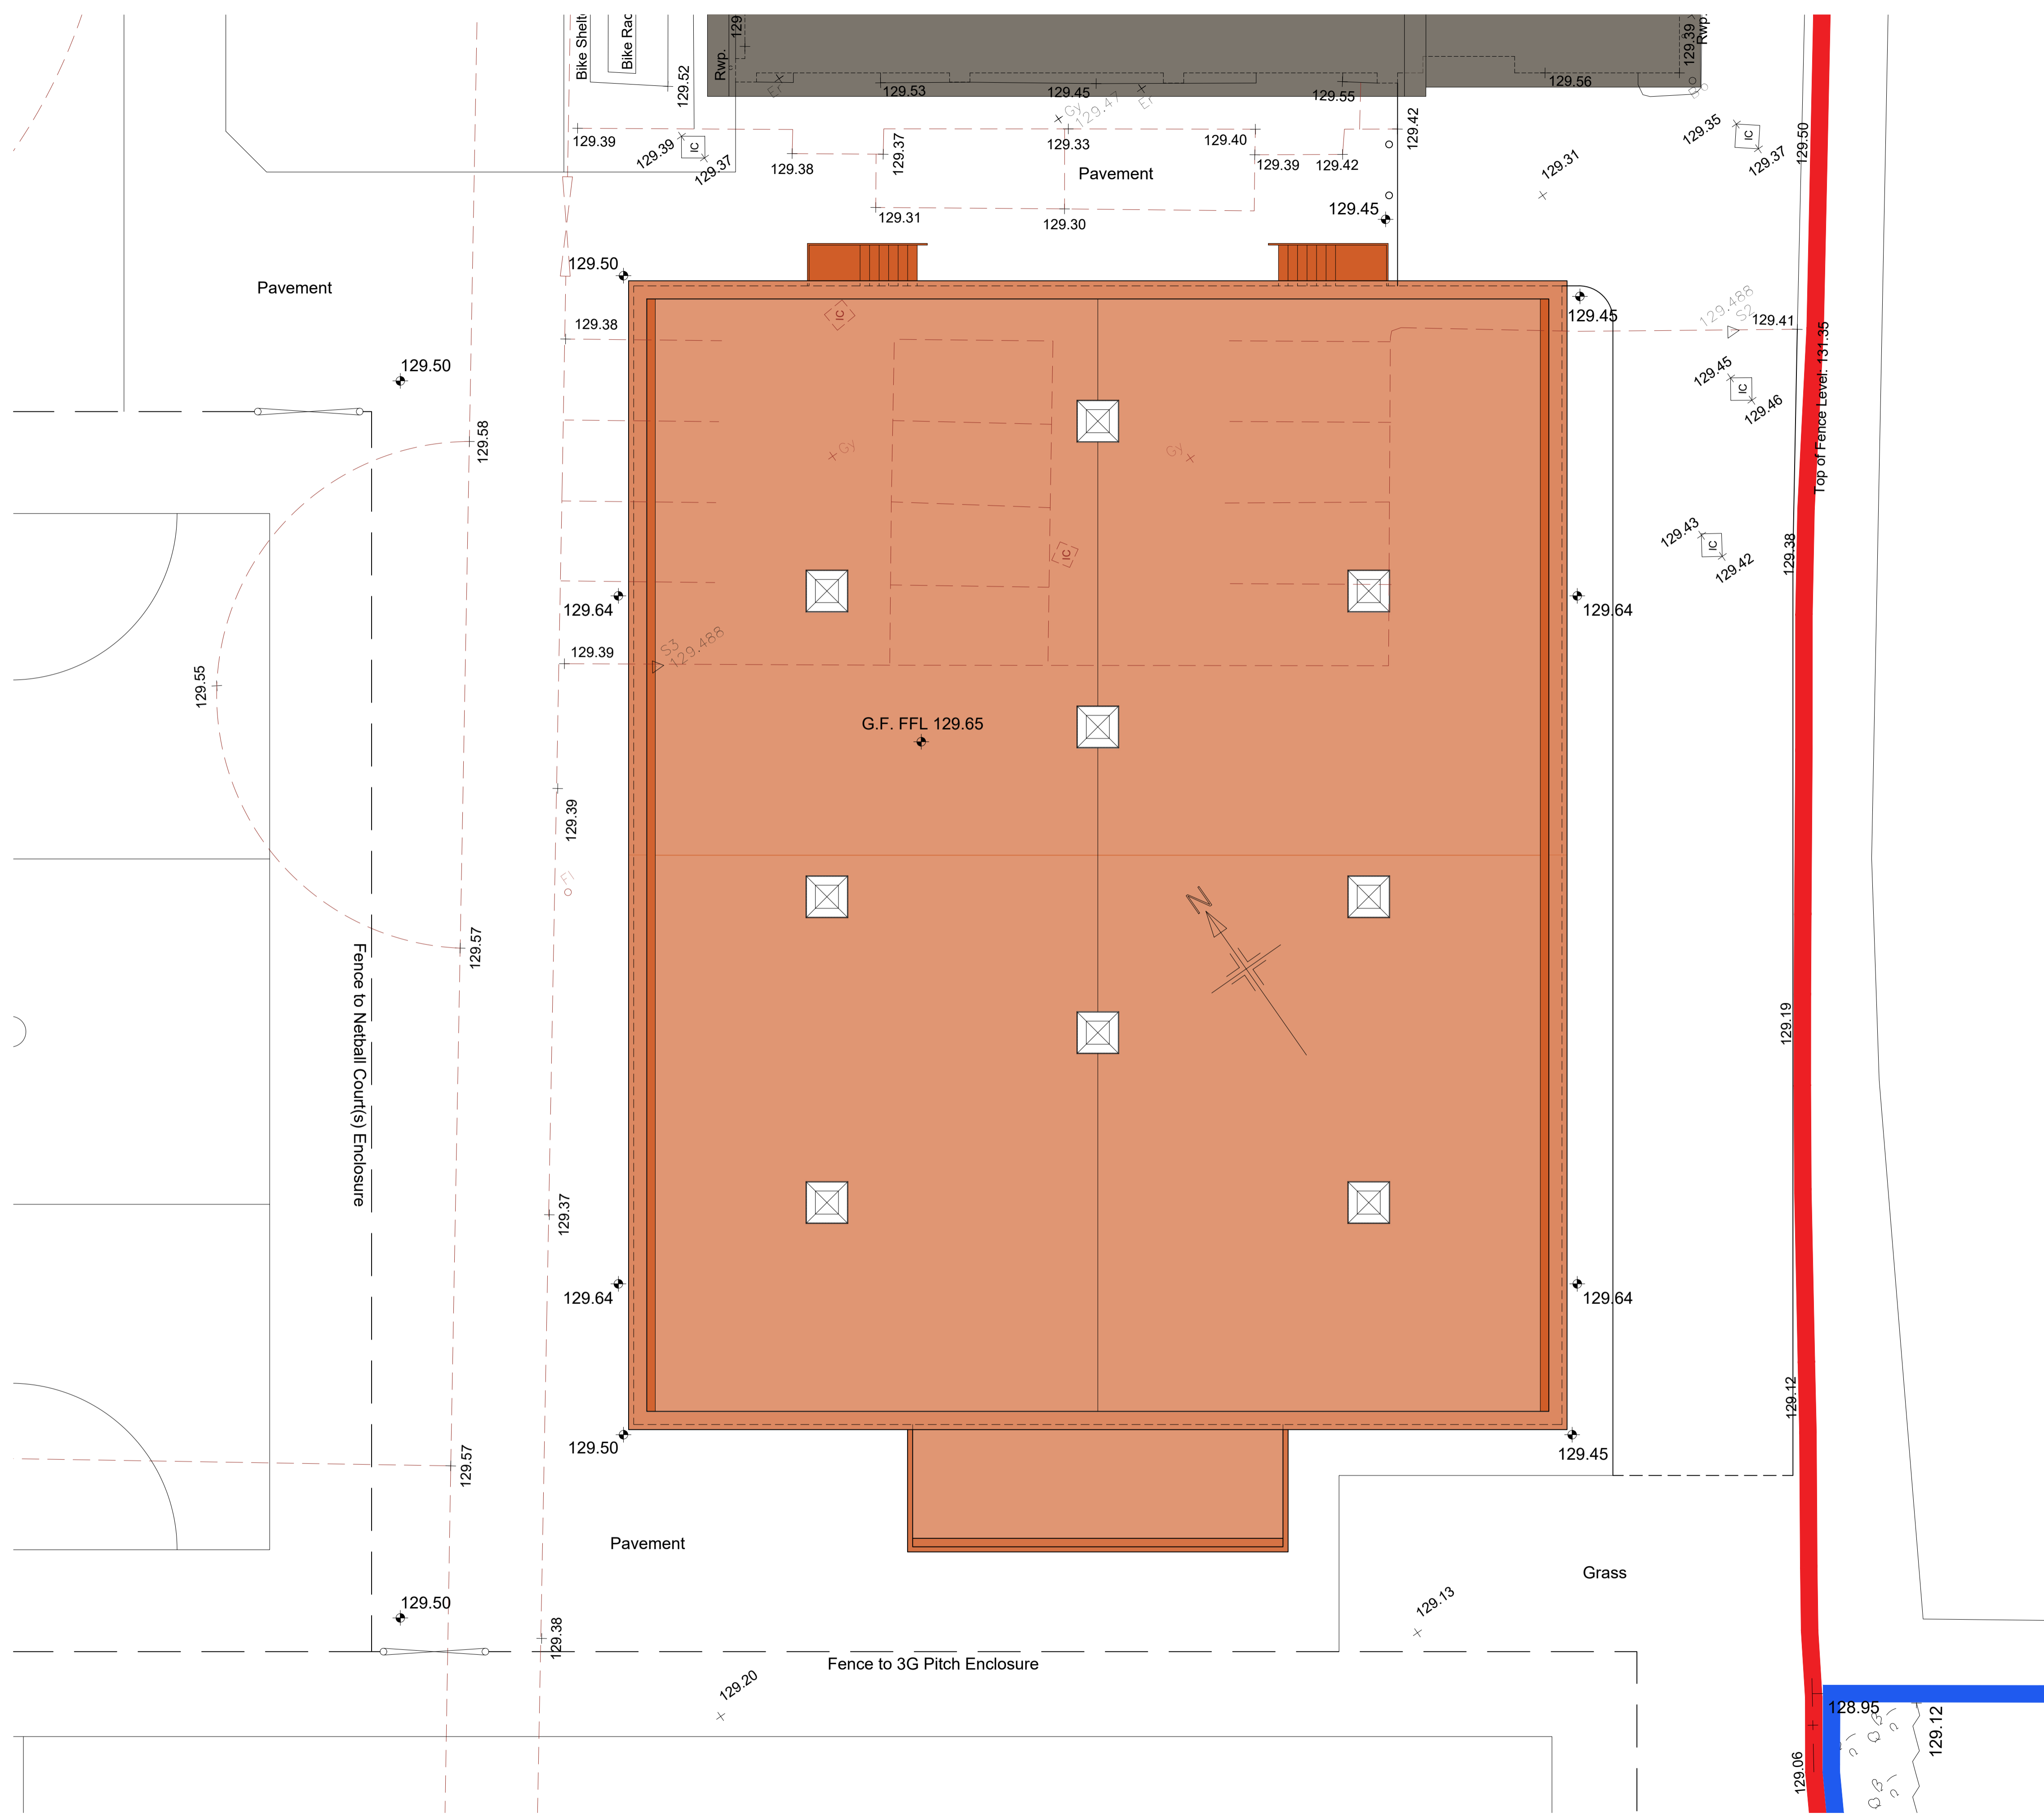 Bike Shelt
Bike Rac
129.52
Rwp.
129
Er
129.53
129.45
Gy
129.47
Er
129.55
129.56
129.39
Rwp.
129.39
129.39
IC
129.37
129.38
129.37
129.33
129.40
129.39
129.42
129.42
129.35
IC
129.37
129.50
129.31
Pavement
129.31
129.30
129.45
129.50
Pavement
129.38
129.50
IC
129.45
129.488
S2
129.41
Top of Fence Level: 131.35
129.45
IC
129.46
129.58
Gy
Gy
IC
129.43
IC
129.42
129.38
129.64
129.64
129.39
S3
129.488
129.55
G.F. FFL 129.65
129.39
Fl
N
129.57
Fence to Netball Court(s) Enclosure
129.19
129.37
129.64
129.64
129.12
129.50
129.45
129.57
Pavement
Grass
129.50
129.38
129.13
Fence to 3G Pitch Enclosure
129.20
128.95
129.12
129.06